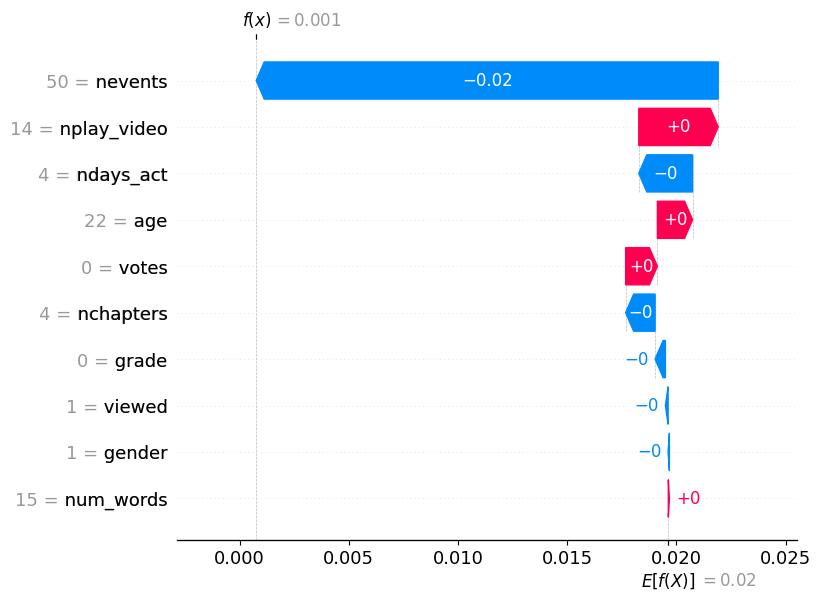 f(x) = 0.001
50 = nevents
−0.02
14 = nplay_video
+0
4 = ndays_act
−0
22 = age
+0
0 = votes
+0
4 = nchapters
−0
0 = grade
−0
1 = viewed
−0
1 = gender
−0
15 = num_words
+0
0.000 0.005 0.010 0.015 0.020 0.025
E[f(X)] = 0.02